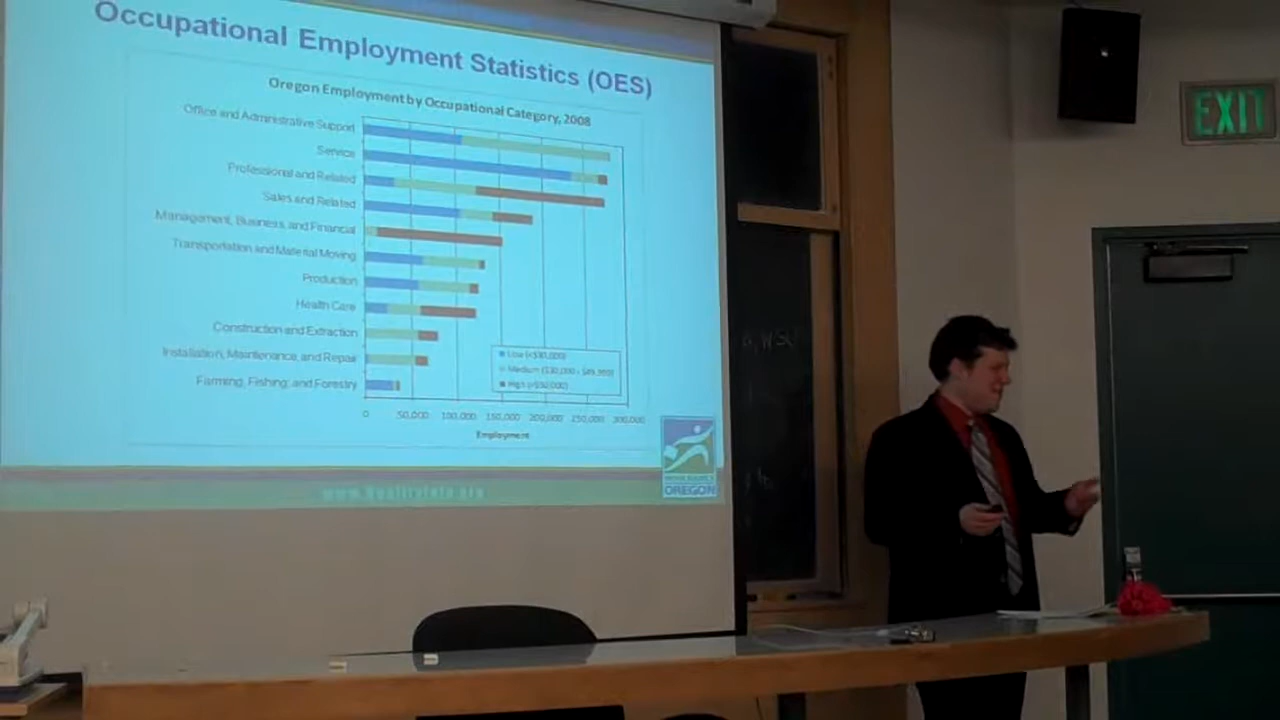 Occupational Employment Statistics (OES)
Oregon Employment by Occupational Category, 2008
Office and Administrative Support
Service
Professional and Related
Sales and Related
Management, Business, and Financial
Transportation and Material Moving
Production
Health Care
Construction and Extraction
Installation, Maintenance, and Repair
Farming, Fishing, and Forestry
Low (<$30,000)
Medium ($30,000 - $49,999)
High (>$50,000)
0 50,000 100,000 150,000 200,000 250,000 300,000
Employment
www.QualityInfo.org
OREGON
EXIT